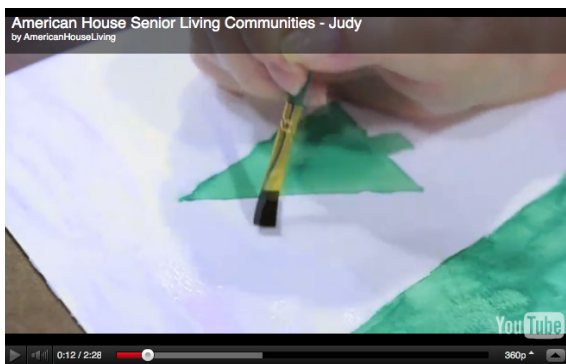 American House Senior Living Communities - Judy
by AmericanHouseLiving
YouTube
0:12 / 2:26
360p